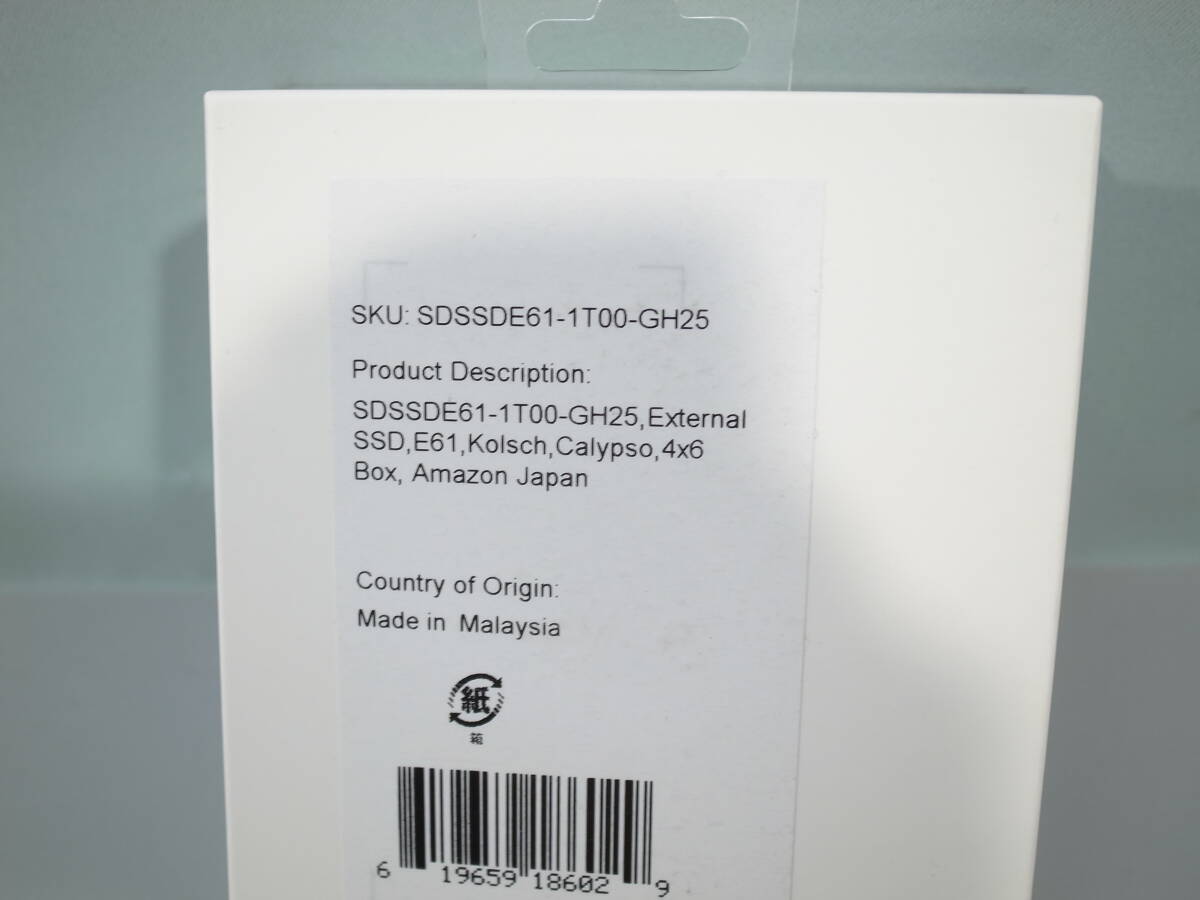 SKU: SDSSDE61-1T00-GH25
Product Description:
SDSSDE61-1T00-GH25,External
SSD,E61,Kolsch,Calypso,4x6
Box, Amazon Japan
Country of Origin:
Made in Malaysia
紙
箱
6 19659 18602 9